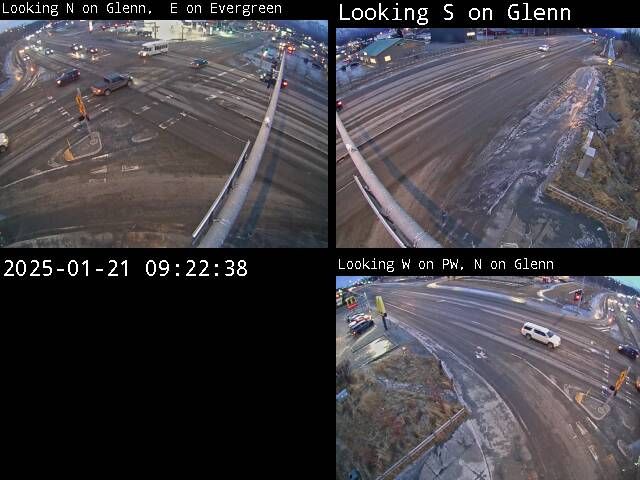 Looking N on Glenn,  E on Evergreen
Looking S on Glenn
2025-01-21 09:22:38
Looking W on PW, N on Glenn